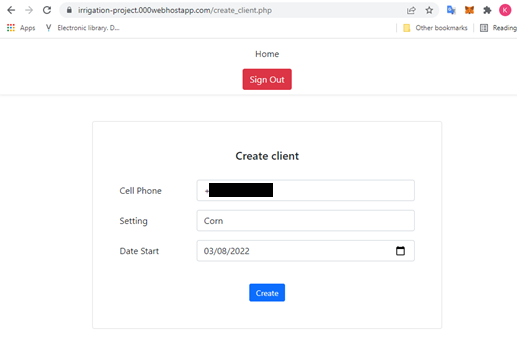 irrigation-project.000webhostapp.com/create_client.php
K
Apps
Y Electronic library. D...
Other bookmarks
Reading
Home
Sign Out
Create client
Cell Phone +
Setting Corn
Date Start 03/08/2022
Create